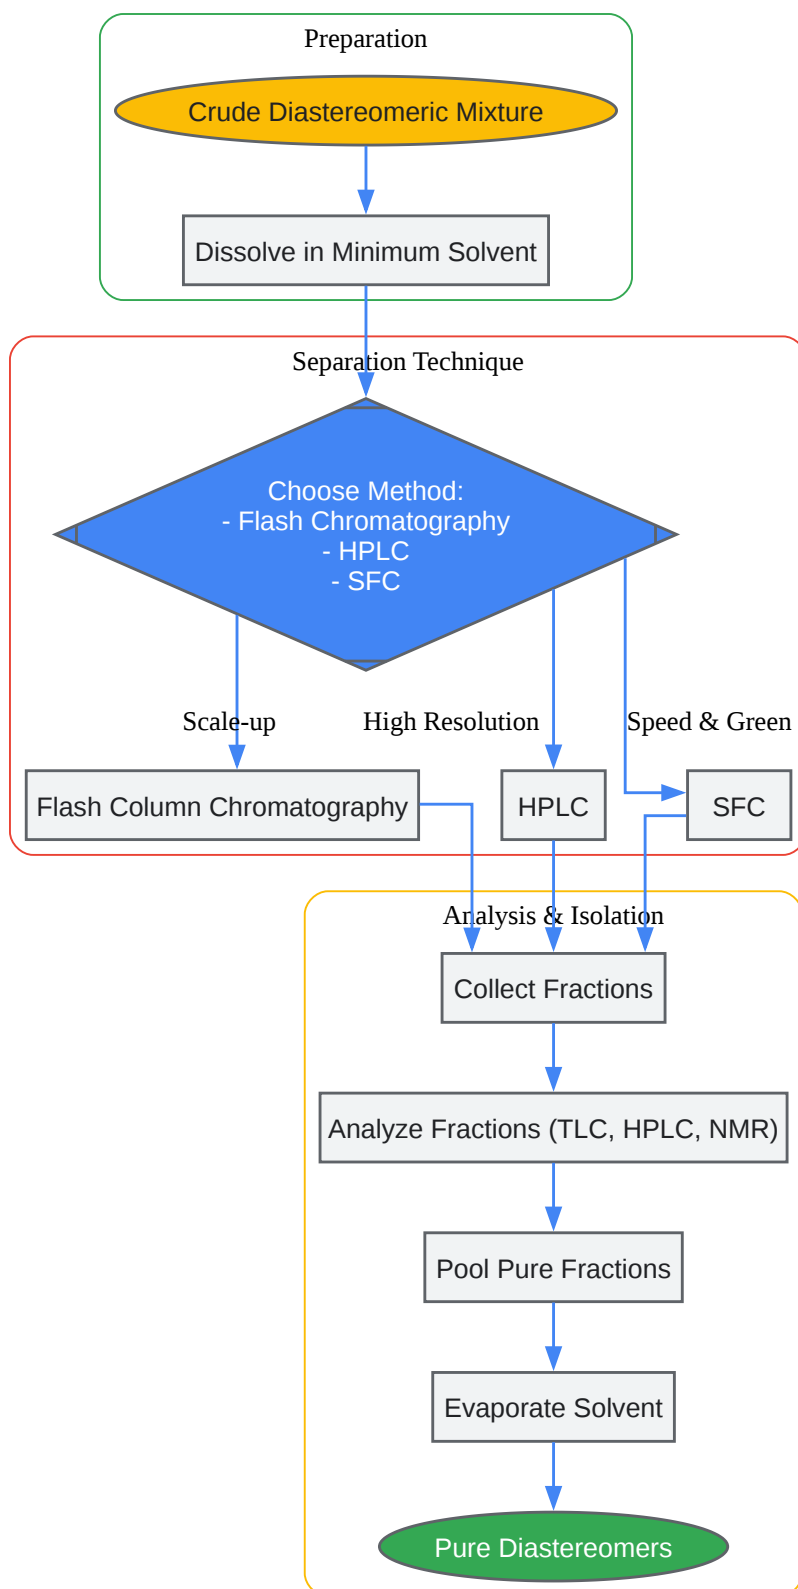 Preparation
Crude Diastereomeric Mixture
Dissolve in Minimum Solvent
Separation Technique
Choose Method:
- Flash Chromatography
- HPLC
- SFC
Scale-up
High Resolution
Speed & Green
Flash Column Chromatography
HPLC
SFC
Analysis & Isolation
Collect Fractions
Analyze Fractions (TLC, HPLC, NMR)
Pool Pure Fractions
Evaporate Solvent
Pure Diastereomers